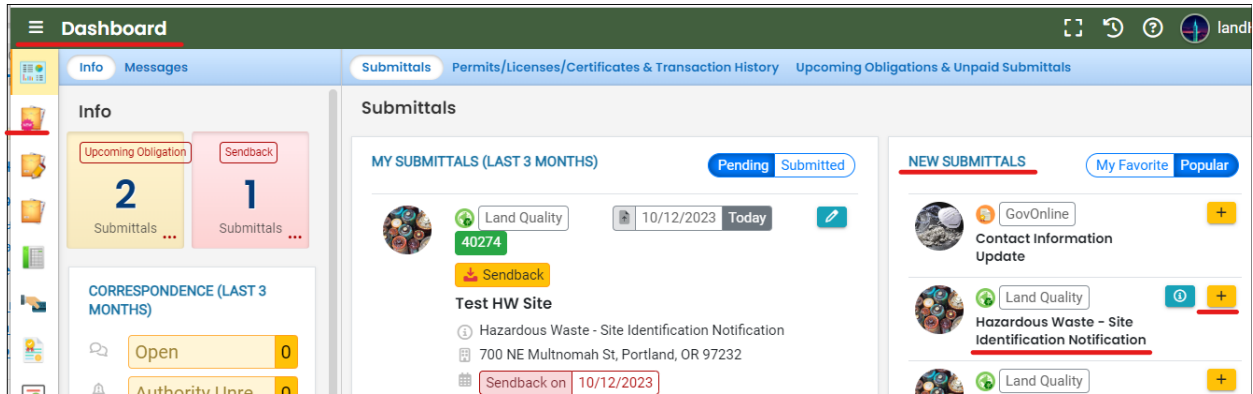 Dashboard
Info Messages
Submittals Permits/Licenses/Certificates & Transaction History Upcoming Obligations & Unpaid Submittals
Info
Upcoming Obligation
2
Submittals ...
Sendback
1
Submittals ...
CORRESPONDENCE (LAST 3
MONTHS)
Open 0
Authority Unre 0
Submittals
MY SUBMITTALS (LAST 3 MONTHS) Pending Submitted
Land Quality 10/12/2023 Today
40274
Sendback
Test HW Site
Hazardous Waste - Site Identification Notification
700 NE Multnomah St, Portland, OR 97232
Sendback on 10/12/2023
NEW SUBMITTALS My Favorite Popular
GovOnline +
Contact Information
Update
Land Quality +
Hazardous Waste - Site
Identification Notification
Land Quality +